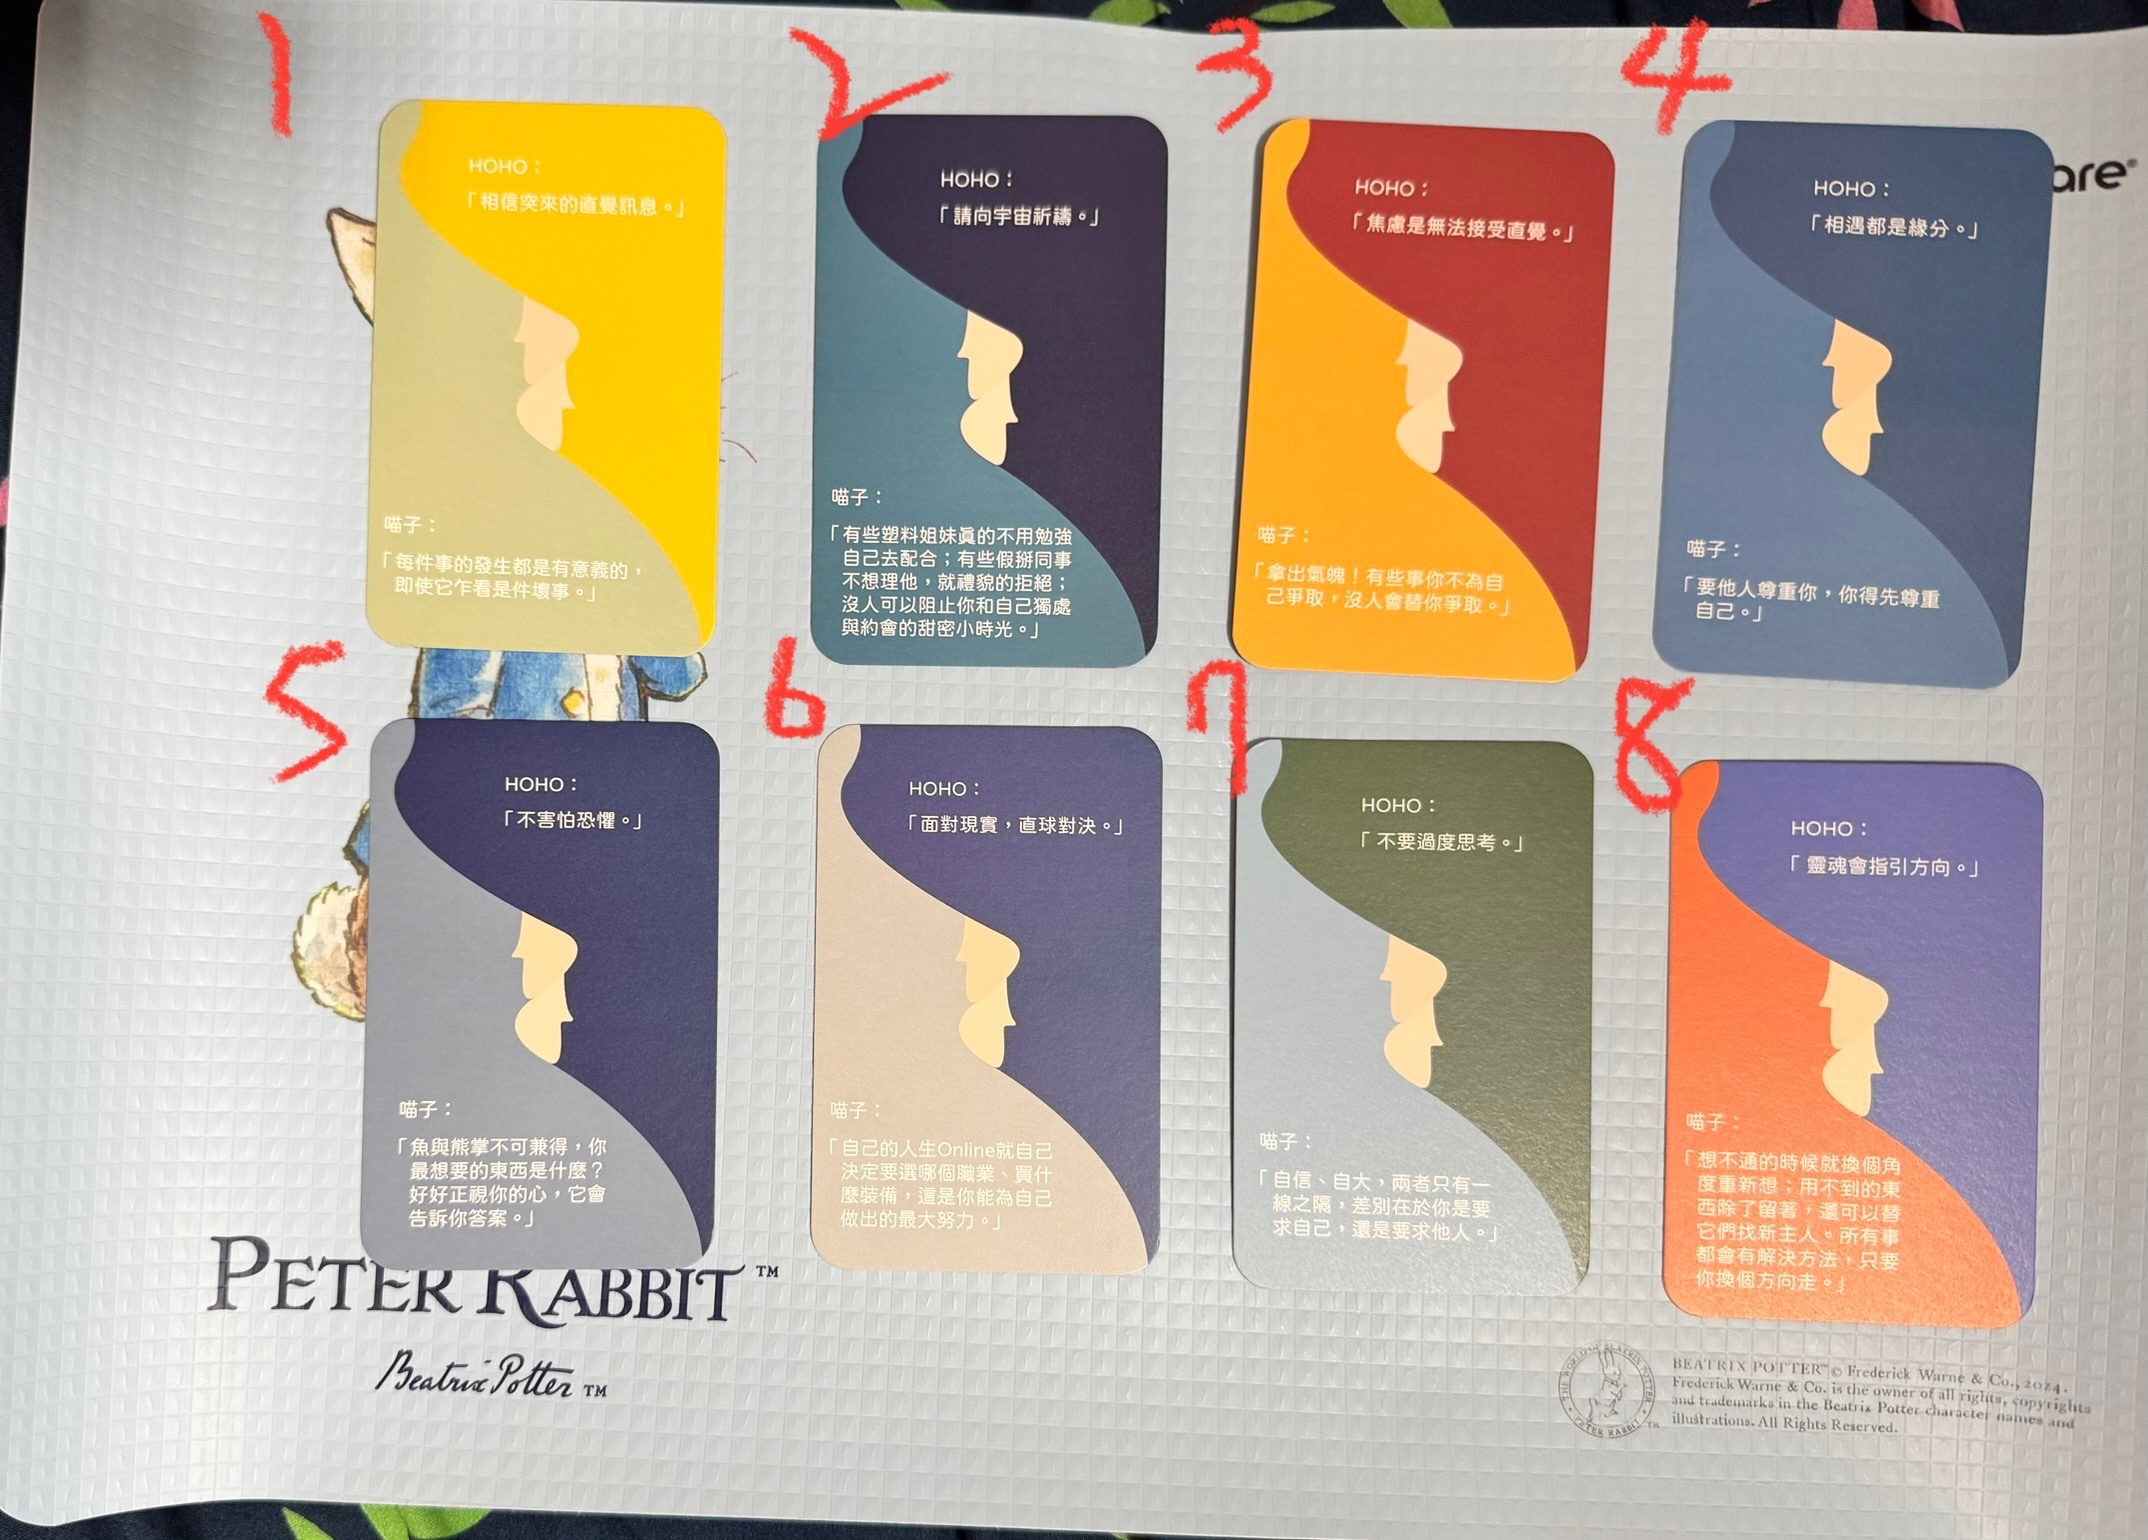 1
HOHO：
「相信突來的直覺訊息。」
喵子：
「每件事的發生都是有意義的，
即使它乍看是件壞事。」
2
HOHO：
「請向宇宙祈禱。」
喵子：
「有些塑料姐妹真的不用勉強
自己去配合；有些假掰同事
不想理他，就禮貌的拒絕；
沒人可以阻止你和自己獨處
與約會的甜密小時光。」
3
HOHO：
「焦慮是無法接受直覺。」
喵子：
「拿出氣魄！有些事你不為自
己爭取，沒人會替你爭取。」
4
HOHO：
「相遇都是緣分。」
喵子：
「要他人尊重你，你得先尊重
自己。」
are®
5
HOHO：
「不害怕恐懼。」
喵子：
「魚與熊掌不可兼得，你
最想要的東西是什麼？
好好正視你的心，它會
告訴你答案。」
6
HOHO：
「面對現實，直球對決。」
喵子：
「自己的人生Online就自己
決定要選哪個職業、買什
麼裝備，這是你能為自己
做出的最大努力。」
7
HOHO：
「不要過度思考。」
喵子：
「自信、自大，兩者只有一
線之隔，差別在於你是要
求自己，還是要求他人。」
8
HOHO：
「靈魂會指引方向。」
喵子：
「想不通的時候就換個角
度重新想；用不到的東
西除了留著，還可以替
它們找新主人。所有事
都會有解決方法，只要
你換個方向走。」
PETER RABBIT™
Beatrix Potter ™
THE WORLD OF BEATRIX POTTER
PETER RABBIT
TM
BEATRIX POTTER™ © Frederick Warne & Co., 2024.
Frederick Warne & Co. is the owner of all rights, copyrights
and trademarks in the Beatrix Potter character names and
illustrations. All Rights Reserved.